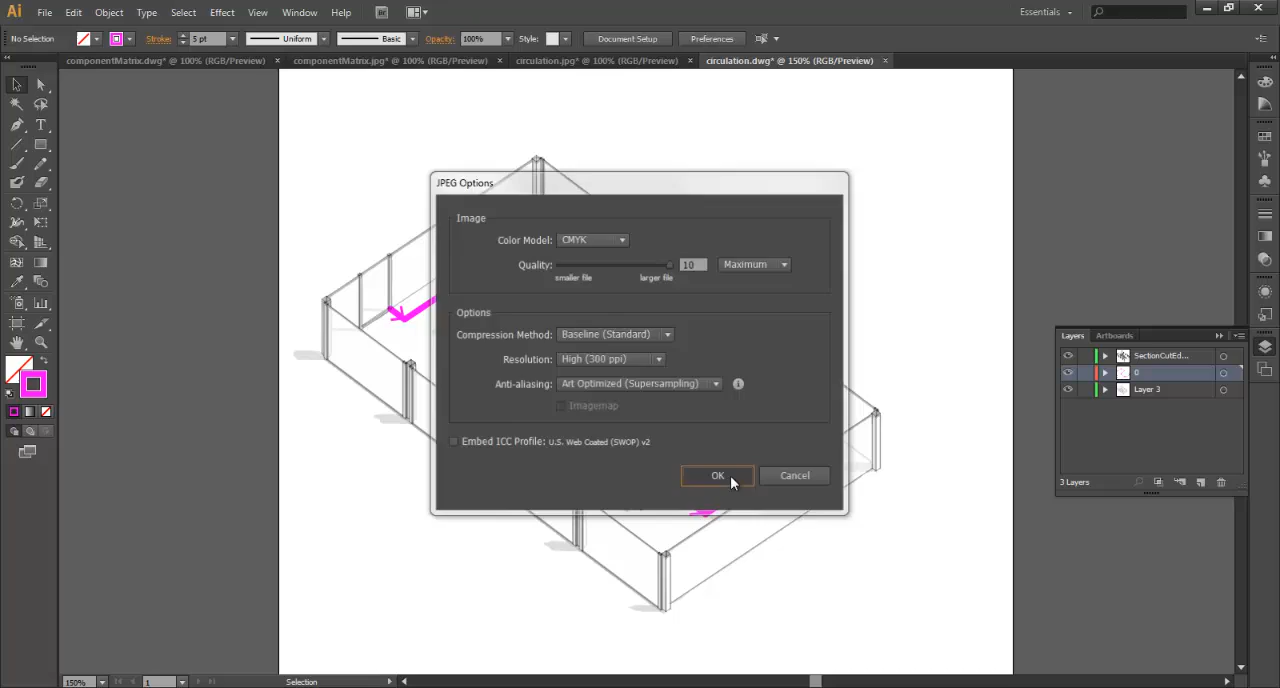 Ai File Edit Object Type Select Effect View Window Help Br Essentials
No Selection Stroke: 5 pt Uniform Basic Opacity: 100% Style: Document Setup Preferences
componentMatrix.dwg* @ 100% (RGB/Preview) × componentMatrix.jpg* @ 100% (RGB/Preview) × circulation.jpg* @ 100% (RGB/Preview) × circulation.dwg* @ 150% (RGB/Preview) ×
JPEG Options
Image
Color Model: CMYK
Quality: 10 Maximum
smaller file larger file
Options
Compression Method: Baseline (Standard)
Resolution: High (300 ppi)
Anti-aliasing: Art Optimized (Supersampling)
Imagemap
Embed ICC Profile: U.S. Web Coated (SWOP) v2
OK Cancel
Layers Artboards
SectionCutEd...
0
Layer 3
3 Layers
150% 1 Selection